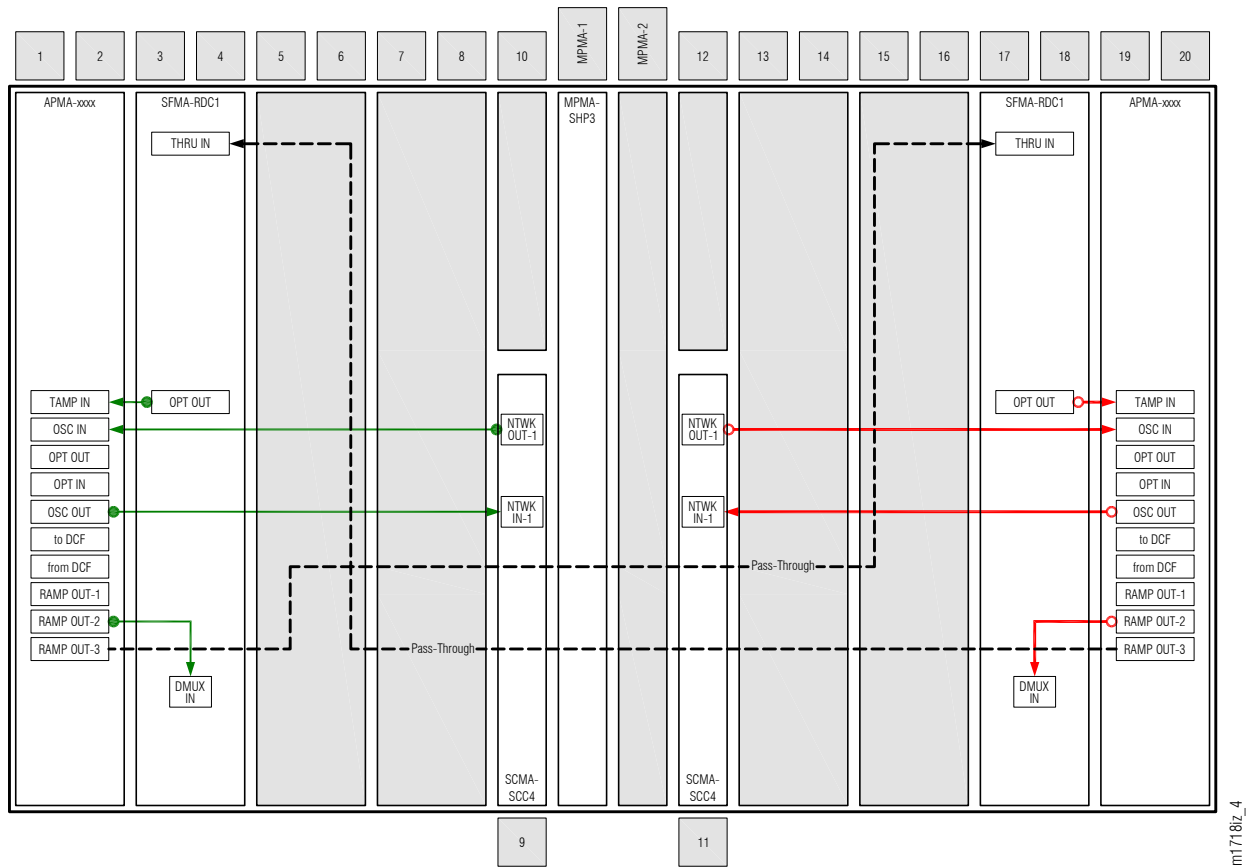 1
2
3
4
5
6
7
8
10
MPMA-1
MPMA-2
12
13
14
15
16
17
18
19
20
APMA-xxxx
SFMA-RDC1
MPMA-
SHP3
SFMA-RDC1
APMA-xxxx
THRU IN
THRU IN
TAMP IN
OPT OUT
OPT OUT
TAMP IN
OSC IN
NTWK
OUT-1
NTWK
OUT-1
OSC IN
OPT OUT
OPT OUT
OPT IN
OPT IN
OSC OUT
NTWK
IN-1
NTWK
IN-1
OSC OUT
to DCF
to DCF
from DCF
Pass-Through
from DCF
RAMP OUT-1
RAMP OUT-1
RAMP OUT-2
RAMP OUT-2
RAMP OUT-3
Pass-Through
RAMP OUT-3
DMUX
IN
DMUX
IN
SCMA-
SCC4
SCMA-
SCC4
9
11
m1718iz_4